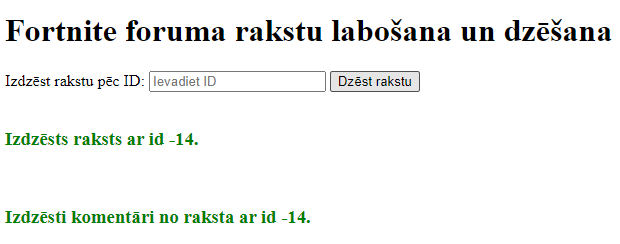 Fortnite foruma rakstu labošana un dzēšana
Izdzēst rakstu pēc ID: Ievadiet ID Dzēst rakstu
Izdzēsts raksts ar id -14.
Izdzēsti komentāri no raksta ar id -14.